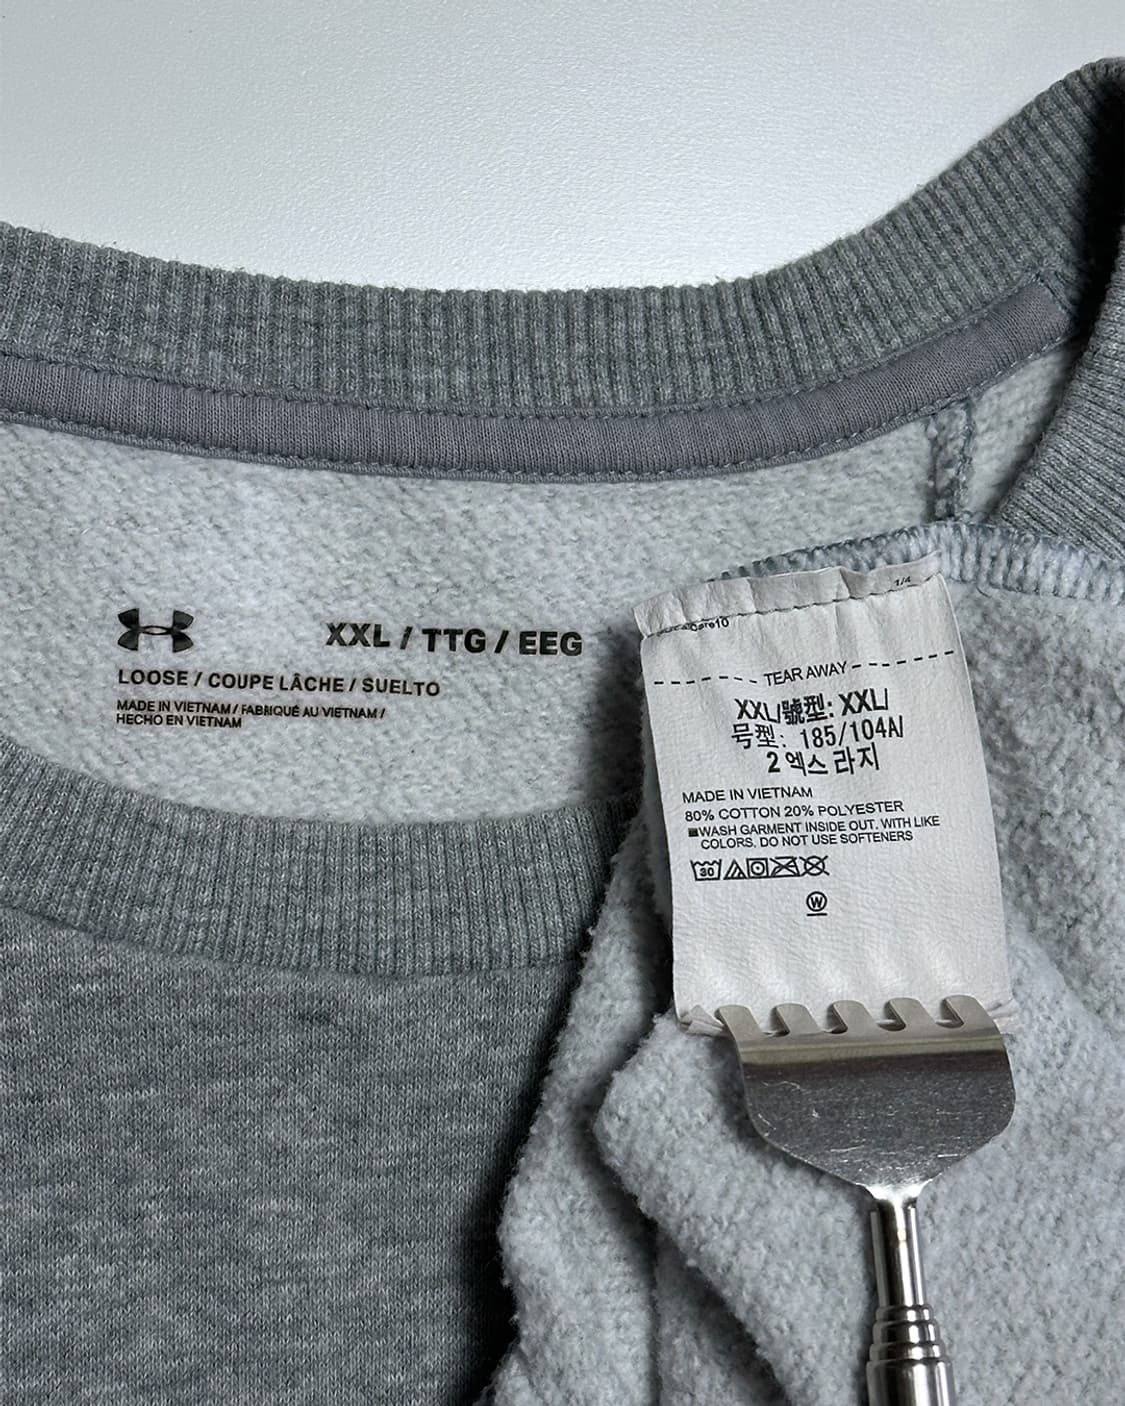 XXL / TTG / EEG
LOOSE / COUPE LÂCHE / SUELTO
MADE IN VIETNAM / FABRIQUÉ AU VIETNAM /
HECHO EN VIETNAM
1/4
TEAR AWAY
XXL/號型: XXL/
号型: 185/104A/
2 엑스 라지
MADE IN VIETNAM
80% COTTON 20% POLYESTER
WASH GARMENT INSIDE OUT. WITH LIKE
COLORS. DO NOT USE SOFTENERS
30
W